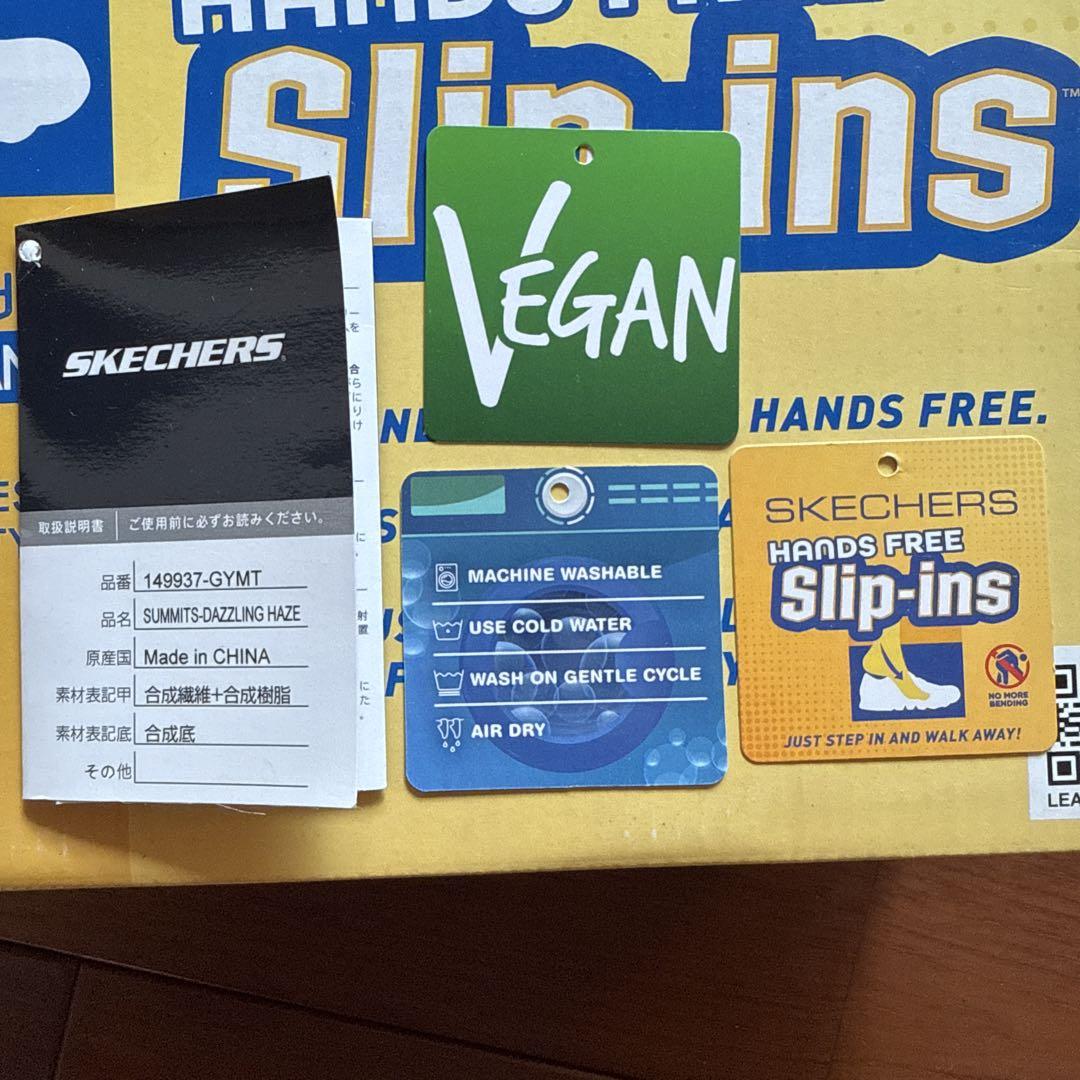 HANDS FREE
Slip-ins
TM
HANDS FREE.
SKECHERS
取扱説明書 ご使用前に必ずお読みください。
品番 149937-GYMT
品名 SUMMITS-DAZZLING HAZE
原産国 Made in CHINA
素材表記甲 合成繊維+合成樹脂
素材表記底 合成底
その他
VEGAN
MACHINE WASHABLE
USE COLD WATER
WASH ON GENTLE CYCLE
AIR DRY
SKECHERS
HANDS FREE
Slip-ins
NO MORE
BENDING
JUST STEP IN AND WALK AWAY!
LEA